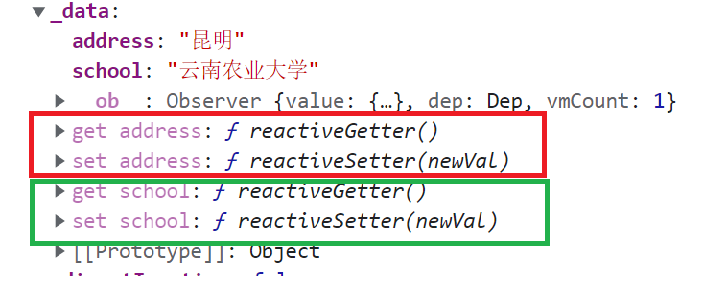 ▼ _data:
address: "昆明"
school: "云南农业大学"
▶ __ob__: Observer {value: {…}, dep: Dep, vmCount: 1}
▶ get address: ƒ reactiveGetter()
▶ set address: ƒ reactiveSetter(newVal)
▶ get school: ƒ reactiveGetter()
▶ set school: ƒ reactiveSetter(newVal)
▶ [[Prototype]]: Object